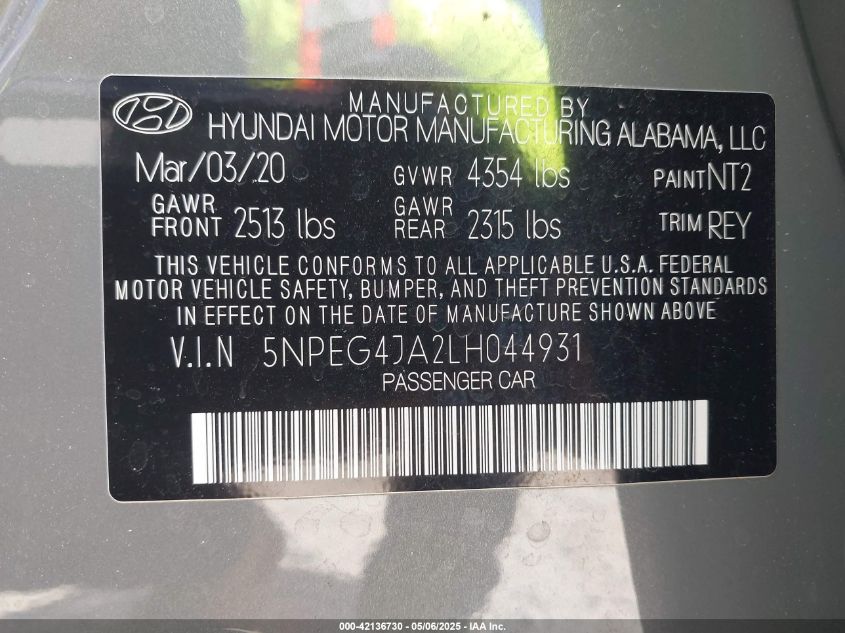 MANUFACTURED BY
HYUNDAI MOTOR MANUFACTURING ALABAMA, LLC
Mar/03/20 GVWR 4354 lbs PAINT NT2
GAWR FRONT 2513 lbs GAWR REAR 2315 lbs TRIM REY
THIS VEHICLE CONFORMS TO ALL APPLICABLE U.S.A. FEDERAL
MOTOR VEHICLE SAFETY, BUMPER, AND THEFT PREVENTION STANDARDS
IN EFFECT ON THE DATE OF MANUFACTURE SHOWN ABOVE
V.I.N 5NPEG4JA2LH044931
PASSENGER CAR
000-42136730 - 05/06/2025 - IAA Inc.